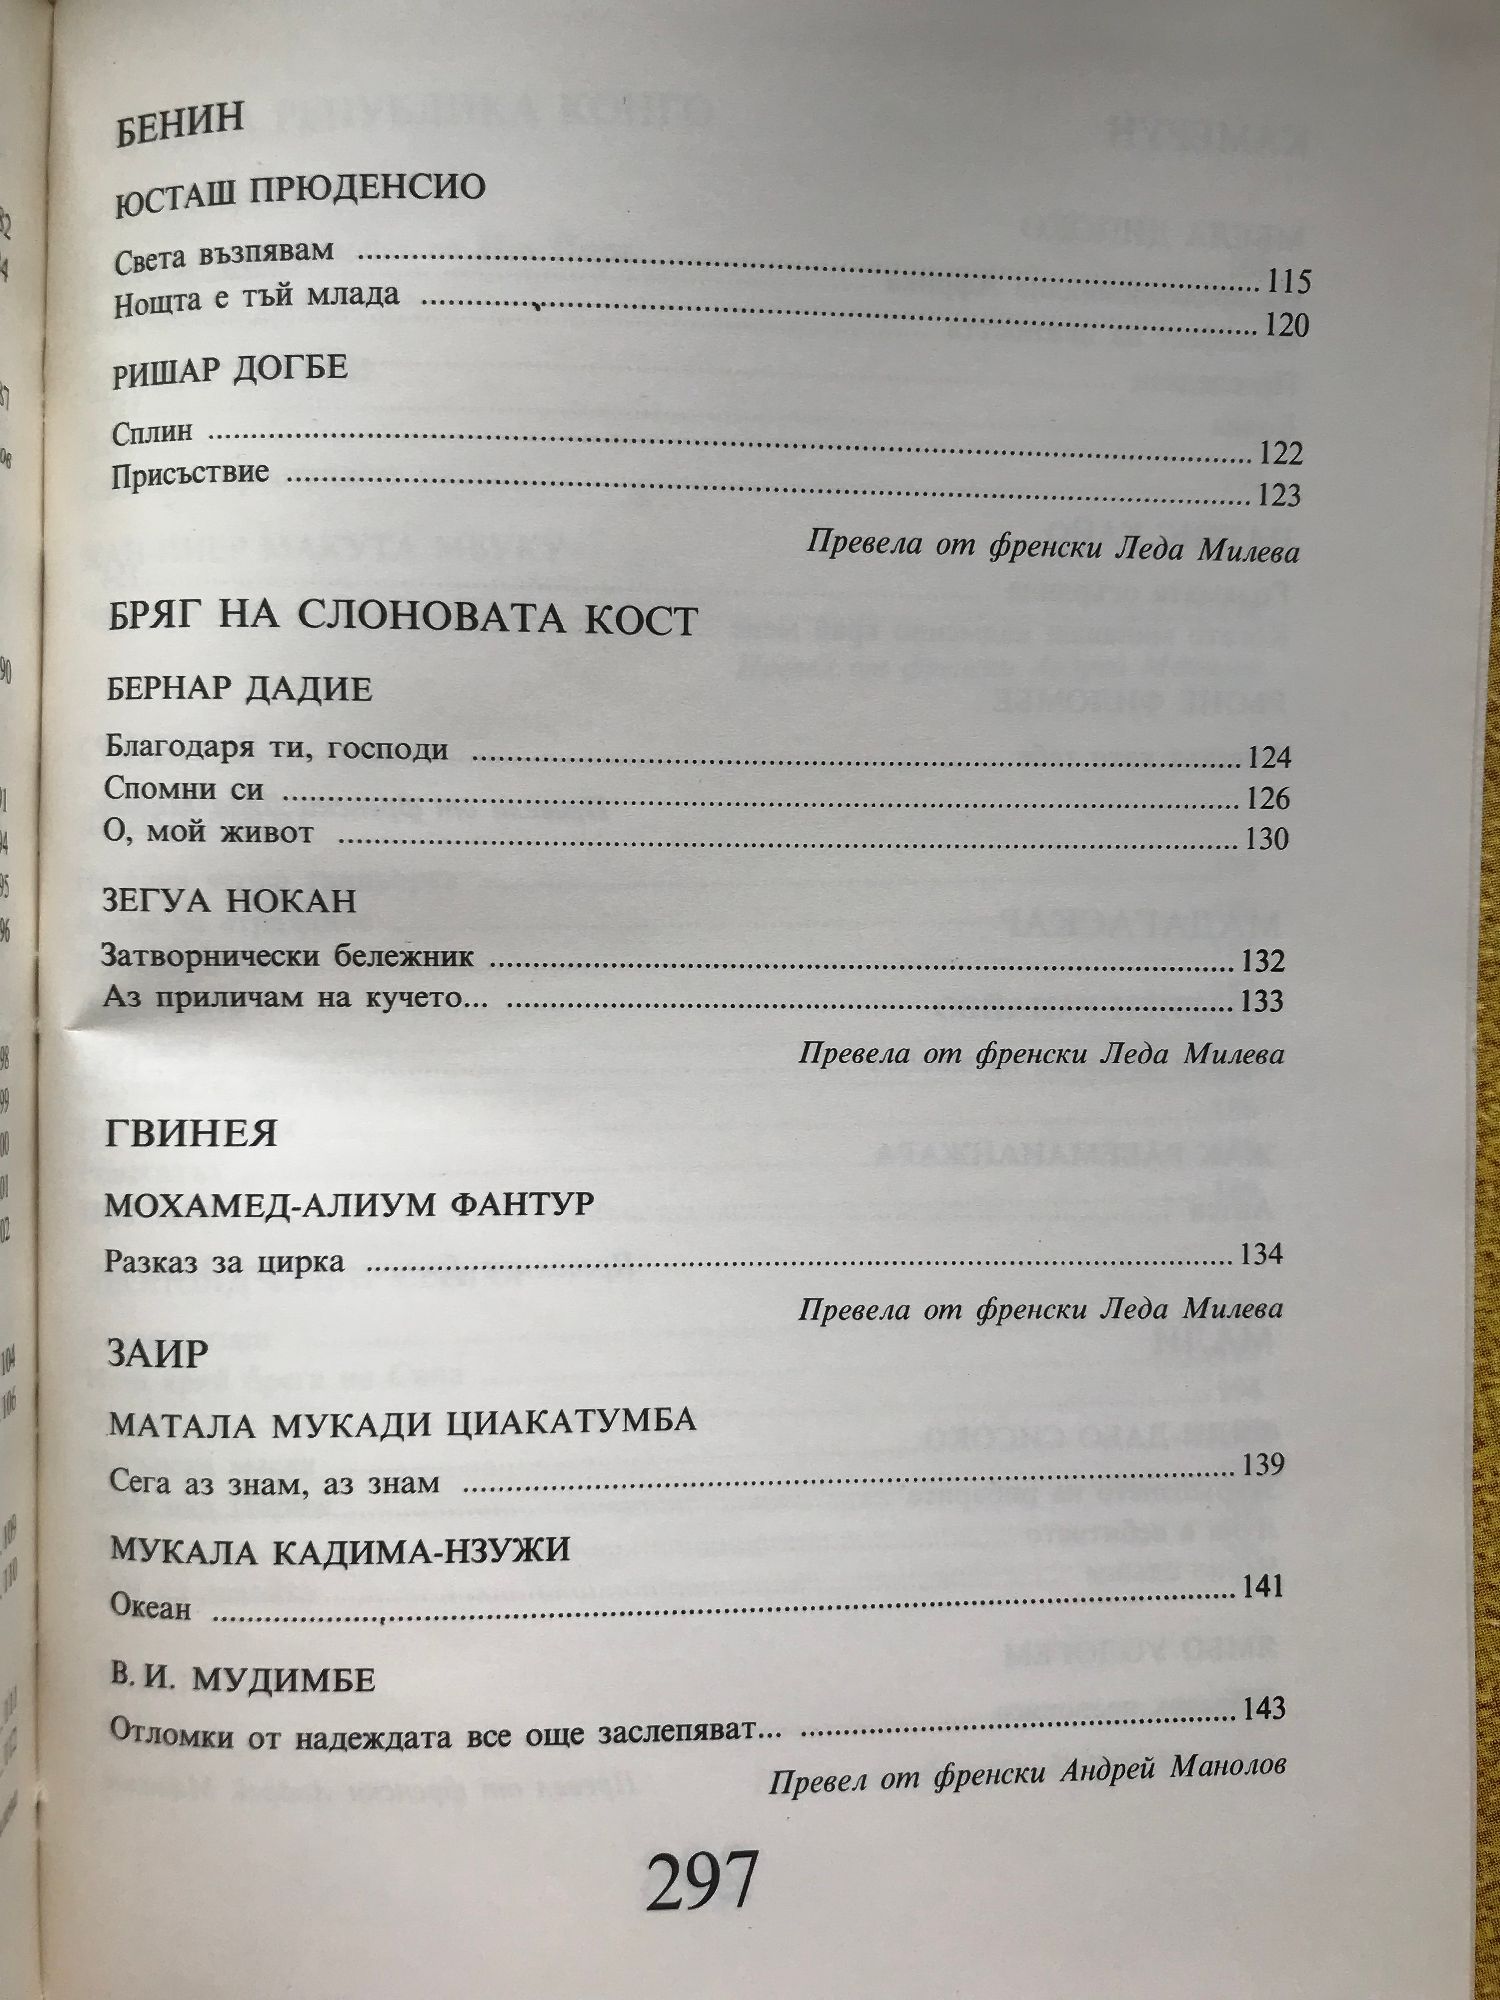 БЕНИН
ЮСТАШ ПРЮДЕНСИО
Света възпявам ........ 115
Нощта е тъй млада ........ 120
РИШАР ДОГБЕ
Сплин ........ 122
Присъствие ........ 123
Превела от френски Леда Милева
БРЯГ НА СЛОНОВАТА КОСТ
БЕРНАР ДАДИЕ
Благодаря ти, господи ........ 124
Спомни си ........ 126
О, мой живот ........ 130
ЗЕГУА НОКАН
Затворнически бележник ........ 132
Аз приличам на кучето... ........ 133
Превела от френски Леда Милева
ГВИНЕЯ
МОХАМЕД-АЛИУМ ФАНТУР
Разказ за цирка ........ 134
Превела от френски Леда Милева
ЗАИР
МАТАЛА МУКАДИ ЦИАКАТУМБА
Сега аз знам, аз знам ........ 139
МУКАЛА КАДИМА-НЗУЖИ
Океан ........ 141
В. И. МУДИМБЕ
Отломки от надеждата все още заслепяват... ........ 143
Превел от френски Андрей Манолов
297